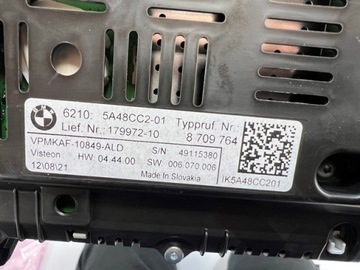 6210: 5A48CC2-01 Typpruf. Nr.:
Lief. Nr.: 179972-10 8 709 764
VPMKAF-10849-ALD S/N 49115380
Visteon HW: 04.44.00 SW: 006.070.006
12/08/21 Made in Slovakia IK5A48CC201